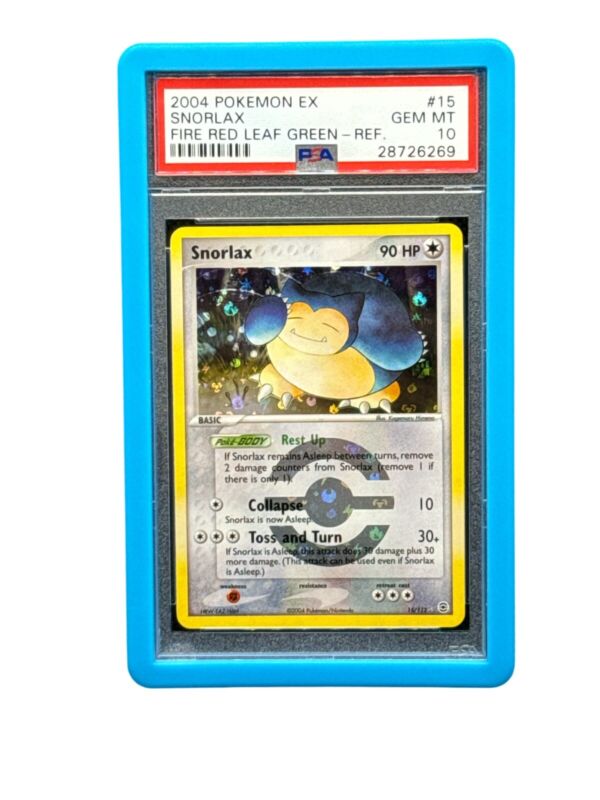 2004 POKEMON EX #15
SNORLAX GEM MT
FIRE RED LEAF GREEN - REF. 10
PSA 28726269
Snorlax 90 HP
BASIC Illus. Kagemaru Himeno
Poké-BODY Rest Up
If Snorlax remains Asleep between turns, remove
2 damage counters from Snorlax (remove 1 if
there is only 1).
Collapse 10
Snorlax is now Asleep.
Toss and Turn 30+
If Snorlax is Asleep, this attack does 30 damage plus 30
more damage. (This attack can be used even if Snorlax
is Asleep.)
weakness resistance retreat cost
©2004 Pokémon/Nintendo 15/112